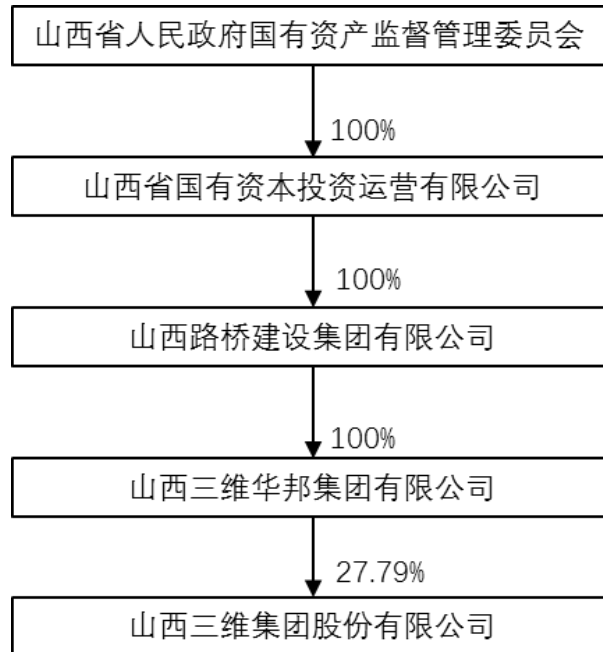 山西省人民政府国有资产监督管理委员会
100%
山西省国有资本投资运营有限公司
100%
山西路桥建设集团有限公司
100%
山西三维华邦集团有限公司
27.79%
山西三维集团股份有限公司